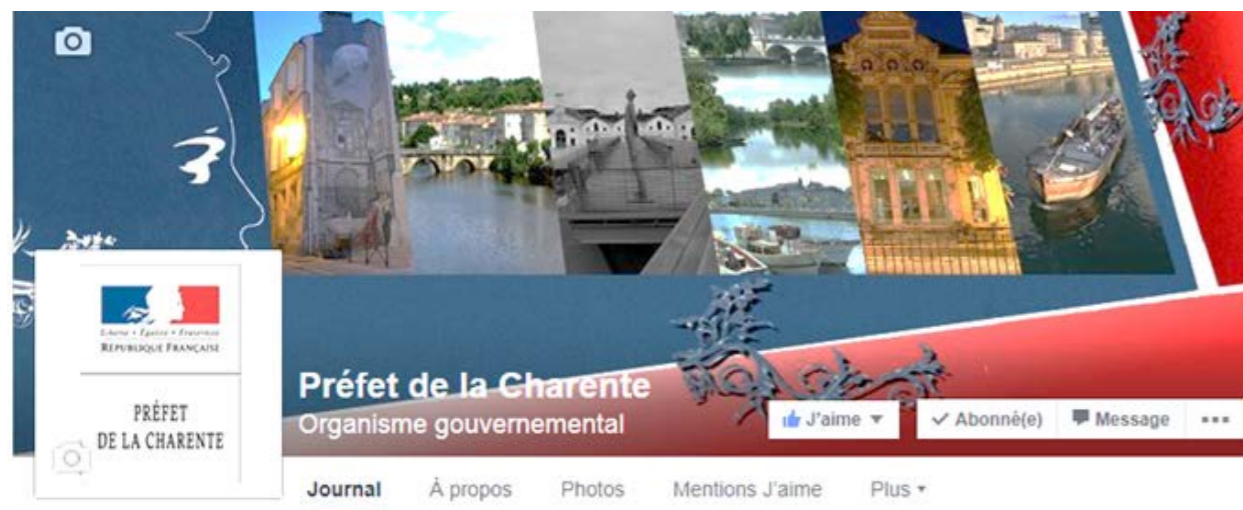 Liberté • Égalité • Fraternité
RÉPUBLIQUE FRANÇAISE
PRÉFET
DE LA CHARENTE
Préfet de la Charente
Organisme gouvernemental
J'aime
Abonné(e)
Message
Journal
À propos
Photos
Mentions J'aime
Plus